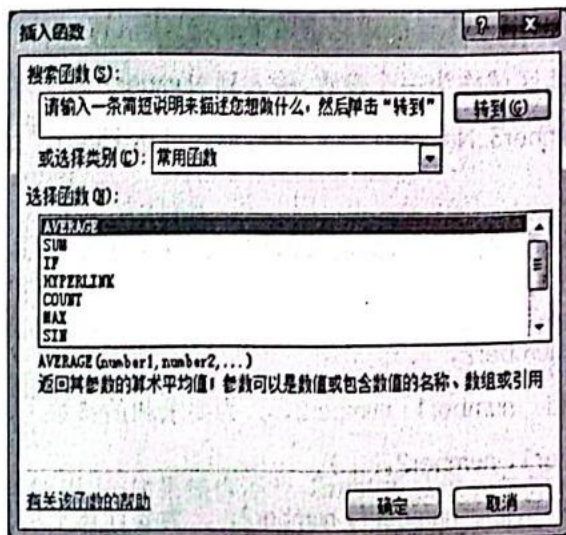 插入函数
搜索函数(S):
请输入一条简短说明来描述您想做什么,然后单击“转到”
转到(G)
或选择类别(C): 常用函数
选择函数(N):
AVERAGE
SUM
IF
HYPERLINK
COUNT
MAX
SIN
AVERAGE(number1,number2,...)
返回其参数的算术平均值;参数可以是数值或包含数值的名称、数组或引用
有关该函数的帮助
确定
取消